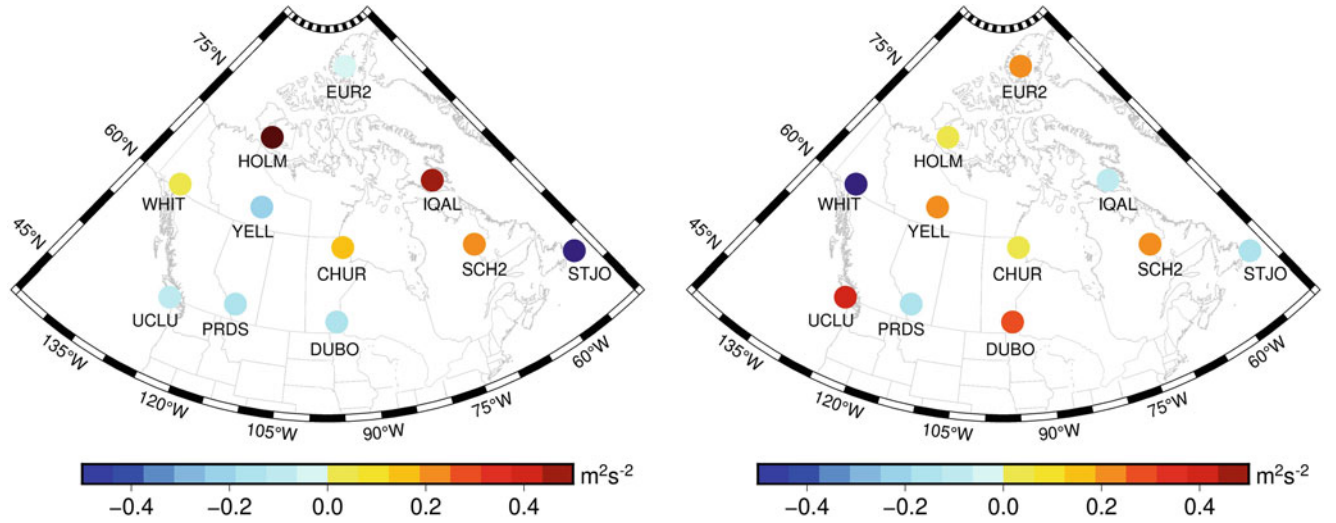 75°N
60°N
45°N
EUR2
HOLM
WHIT
YELL
IQAL
CHUR
SCH2
STJO
UCLU
PRDS
DUBO
135°W
120°W
105°W
90°W
75°W
60°W
−0.4 −0.2 0.0 0.2 0.4 m²s⁻²
75°N
60°N
45°N
EUR2
HOLM
WHIT
YELL
IQAL
CHUR
SCH2
STJO
UCLU
PRDS
DUBO
135°W
120°W
105°W
90°W
75°W
60°W
−0.4 −0.2 0.0 0.2 0.4 m²s⁻²